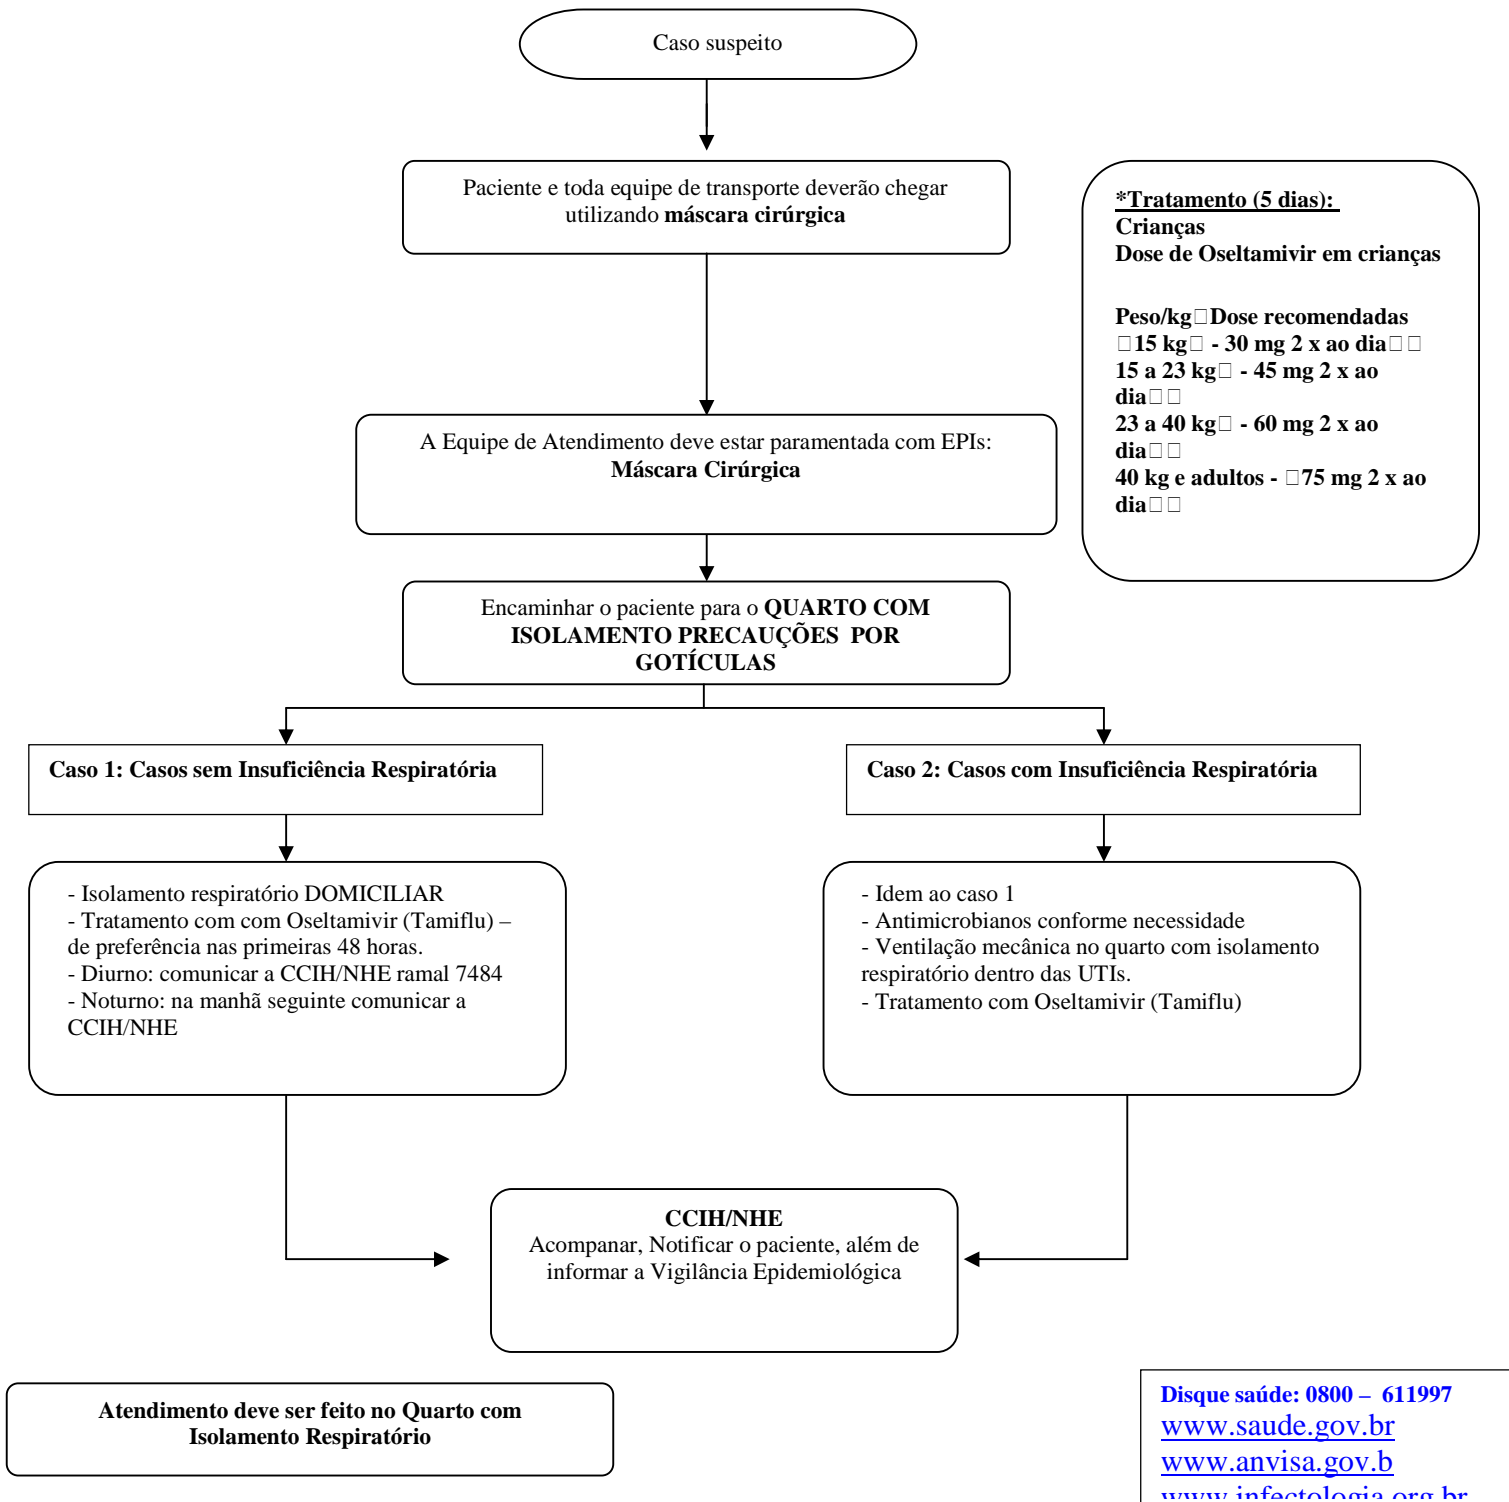 Caso suspeito
Paciente e toda equipe de transporte deverão chegar
utilizando máscara cirúrgica
*Tratamento (5 dias):
Crianças
Dose de Oseltamivir em crianças
Peso/kg□Dose recomendadas
□15 kg□ - 30 mg 2 x ao dia□□
15 a 23 kg□ - 45 mg 2 x ao
dia□□
23 a 40 kg□ - 60 mg 2 x ao
dia□□
40 kg e adultos - □75 mg 2 x ao
dia□□
A Equipe de Atendimento deve estar paramentada com EPIs:
Máscara Cirúrgica
Encaminhar o paciente para o QUARTO COM
ISOLAMENTO PRECAUÇÕES POR
GOTÍCULAS
Caso 1: Casos sem Insuficiência Respiratória
- Isolamento respiratório DOMICILIAR
- Tratamento com com Oseltamivir (Tamiflu) –
de preferência nas primeiras 48 horas.
- Diurno: comunicar a CCIH/NHE ramal 7484
- Noturno: na manhã seguinte comunicar a
CCIH/NHE
Caso 2: Casos com Insuficiência Respiratória
- Idem ao caso 1
- Antimicrobianos conforme necessidade
- Ventilação mecânica no quarto com isolamento
respiratório dentro das UTIs.
- Tratamento com Oseltamivir (Tamiflu)
CCIH/NHE
Acompanar, Notificar o paciente, além de
informar a Vigilância Epidemiológica
Atendimento deve ser feito no Quarto com
Isolamento Respiratório
Disque saúde: 0800 – 611997
www.saude.gov.br
www.anvisa.gov.b
www.infectologia.org.br